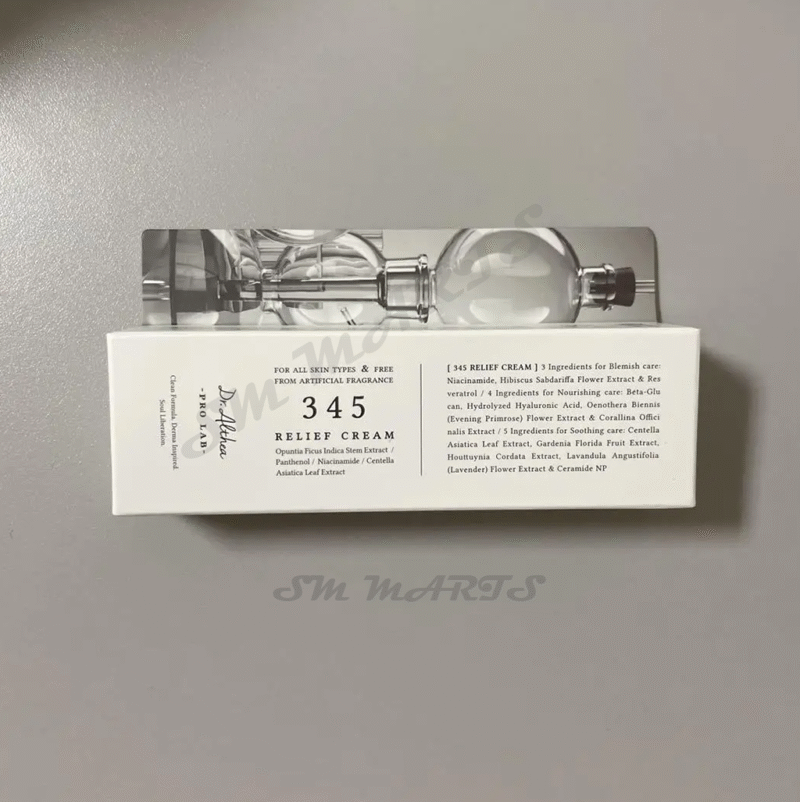 Clean Formula. Derma Inspired.
Soul Liberation.
Dr.Althea
-PRO LAB-
FOR ALL SKIN TYPES & FREE
FROM ARTIFICIAL FRAGRANCE
345
RELIEF CREAM
Opuntia Ficus Indica Stem Extract /
Panthenol / Niacinamide / Centella
Asiatica Leaf Extract
[ 345 RELIEF CREAM ] 3 Ingredients for Blemish care:
Niacinamide, Hibiscus Sabdariffa Flower Extract & Res
veratrol / 4 Ingredients for Nourishing care: Beta-Glu
can, Hydrolyzed Hyaluronic Acid, Oenothera Biennis
(Evening Primrose) Flower Extract & Corallina Offici
nalis Extract / 5 Ingredients for Soothing care: Centella
Asiatica Leaf Extract, Gardenia Florida Fruit Extract,
Houttuynia Cordata Extract, Lavandula Angustifolia
(Lavender) Flower Extract & Ceramide NP
SM MARTS
SM MARTS